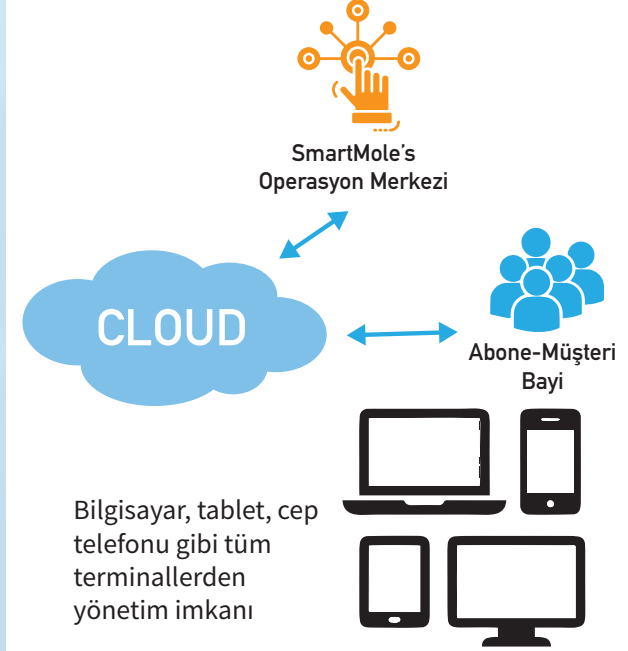 SmartMole's
Operasyon Merkezi
CLOUD
Abone-Müşteri
Bayi
Bilgisayar, tablet, cep
telefonu gibi tüm
terminallerden
yönetim imkanı